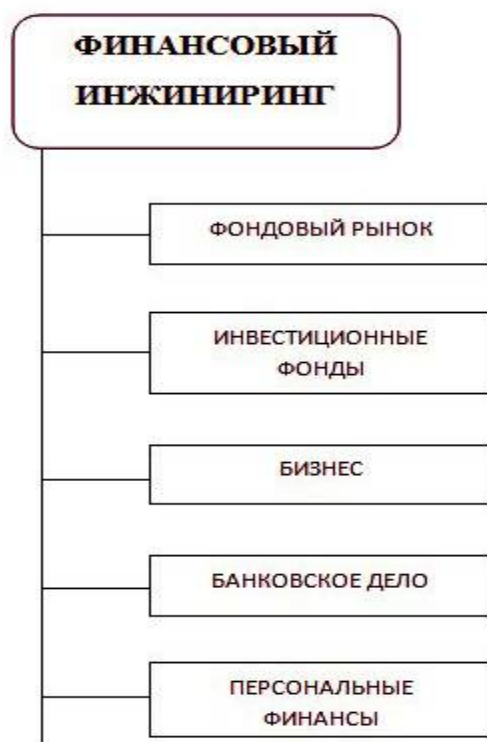 ФИНАНСОВЫЙ
ИНЖИНИРИНГ
ФОНДОВЫЙ РЫНОК
ИНВЕСТИЦИОННЫЕ
ФОНДЫ
БИЗНЕС
БАНКОВСКОЕ ДЕЛО
ПЕРСОНАЛЬНЫЕ
ФИНАНСЫ